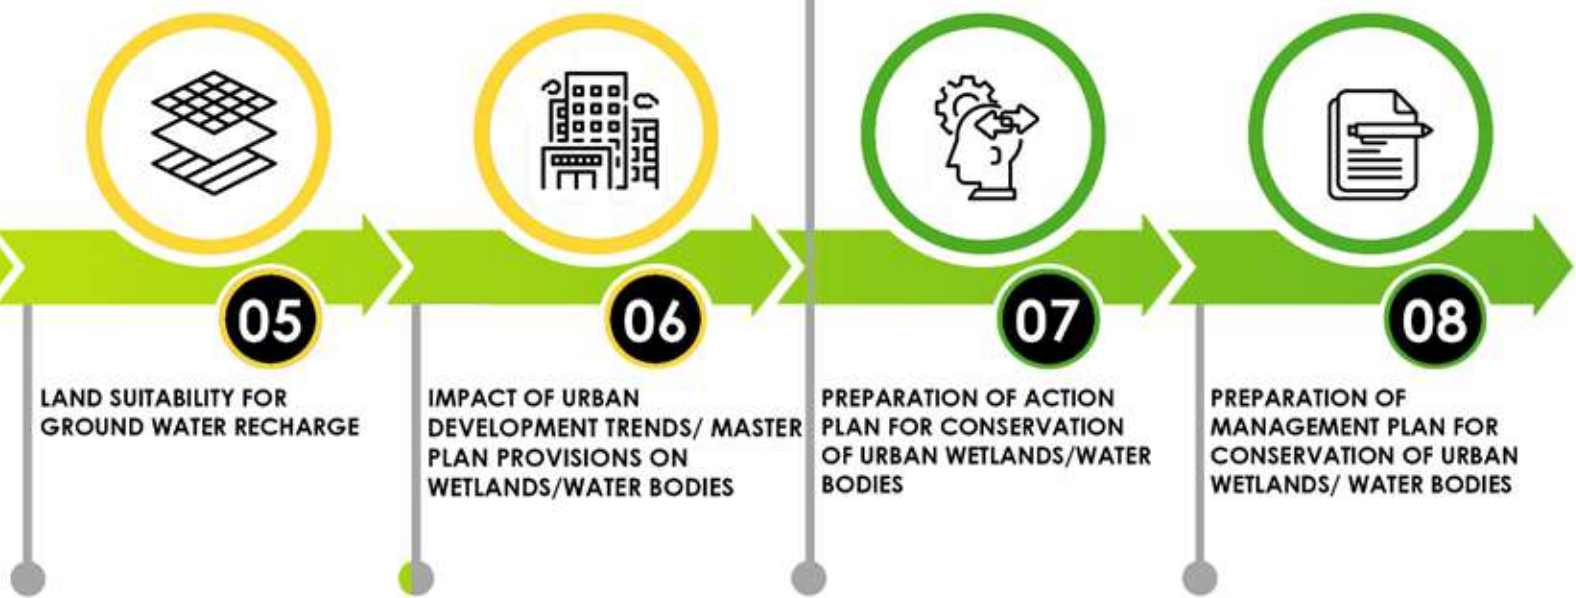 05
LAND SUITABILITY FOR
GROUND WATER RECHARGE
06
IMPACT OF URBAN
DEVELOPMENT TRENDS/ MASTER
PLAN PROVISIONS ON
WETLANDS/WATER BODIES
07
PREPARATION OF ACTION
PLAN FOR CONSERVATION
OF URBAN WETLANDS/WATER
BODIES
08
PREPARATION OF
MANAGEMENT PLAN FOR
CONSERVATION OF URBAN
WETLANDS/ WATER BODIES